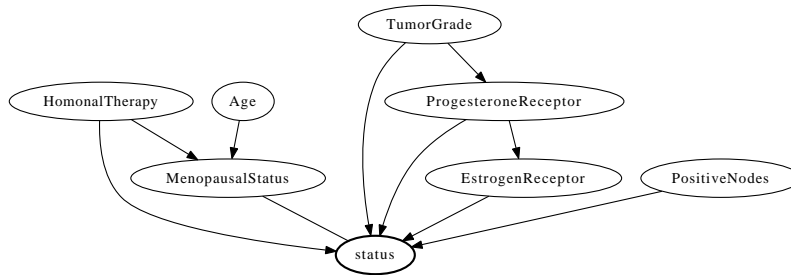 TumorGrade
HomonalTherapy
Age
ProgesteroneReceptor
MenopausalStatus
EstrogenReceptor
PositiveNodes
status